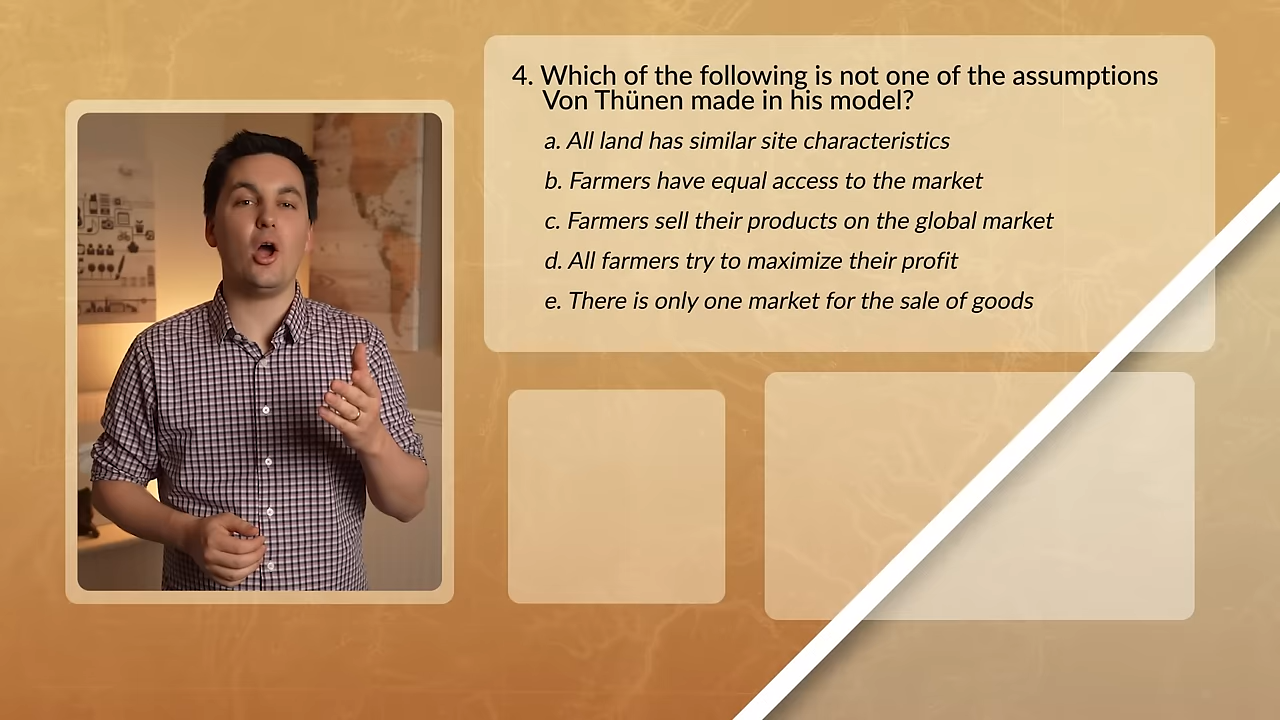 4. Which of the following is not one of the assumptions
Von Thünen made in his model?
a. All land has similar site characteristics
b. Farmers have equal access to the market
c. Farmers sell their products on the global market
d. All farmers try to maximize their profit
e. There is only one market for the sale of goods